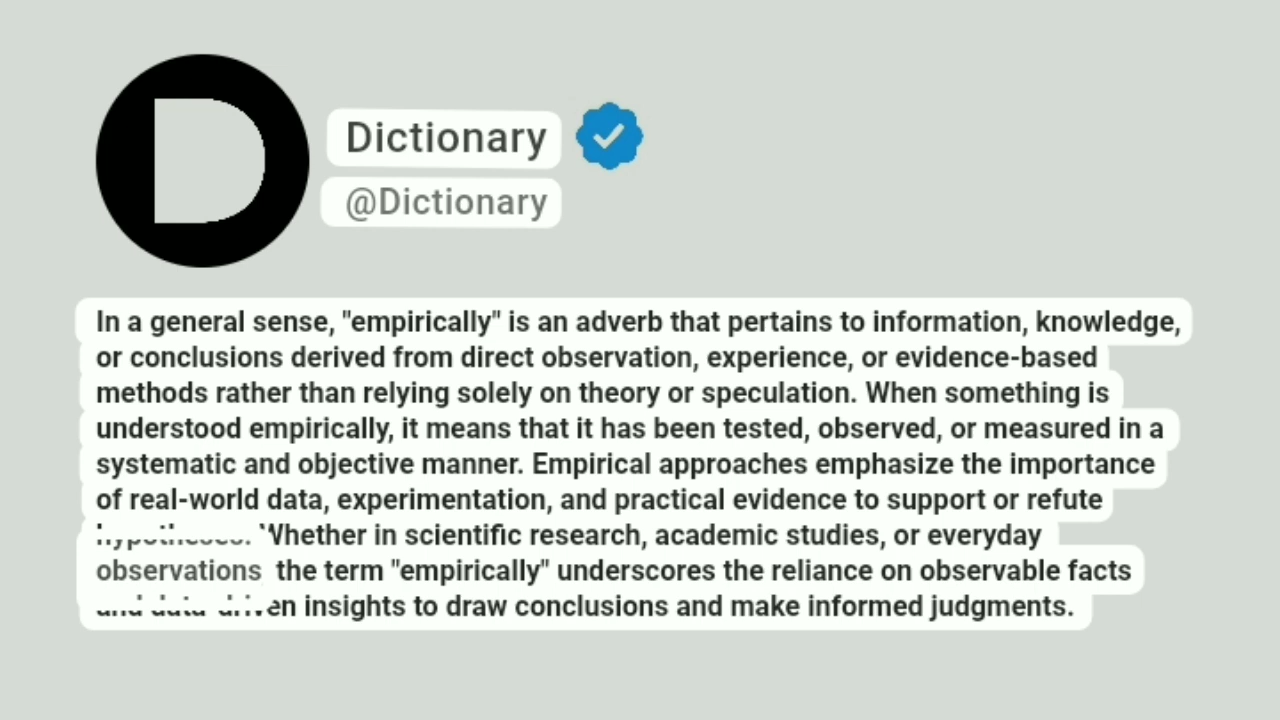 D
Dictionary
@Dictionary
In a general sense, "empirically" is an adverb that pertains to information, knowledge,
or conclusions derived from direct observation, experience, or evidence-based
methods rather than relying solely on theory or speculation. When something is
understood empirically, it means that it has been tested, observed, or measured in a
systematic and objective manner. Empirical approaches emphasize the importance
of real-world data, experimentation, and practical evidence to support or refute
hypotheses. Whether in scientific research, academic studies, or everyday
observations the term "empirically" underscores the reliance on observable facts
and data-driven insights to draw conclusions and make informed judgments.